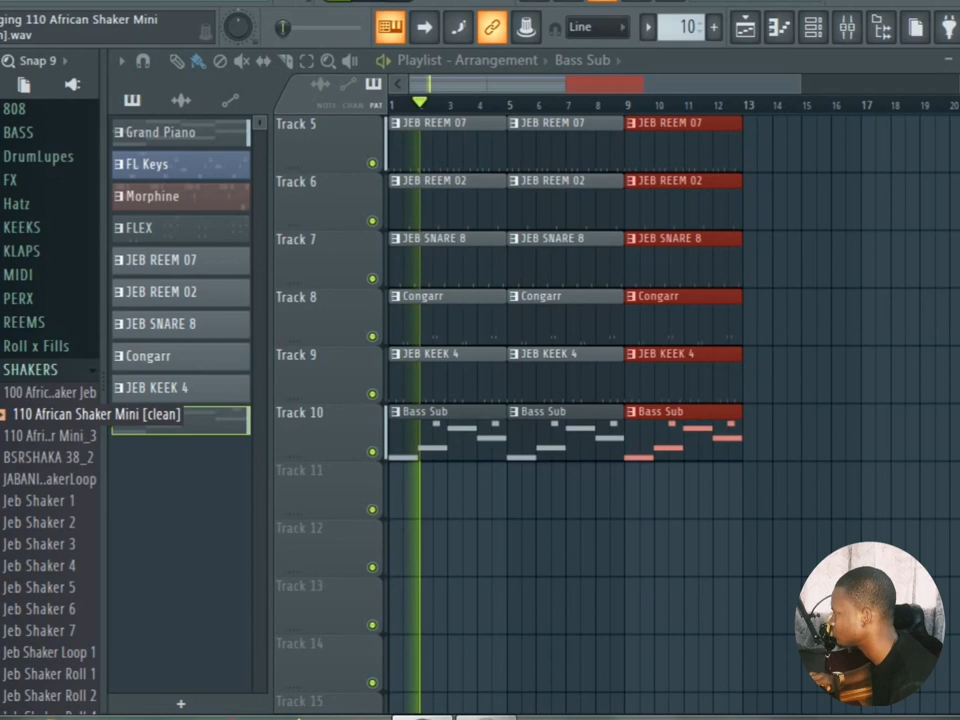 ging 110 African Shaker Mini
n].wav
Line
10
Snap 9
Playlist - Arrangement
Bass Sub
NOTE CHAN PAT
1 3 4 5 6 7 8 9 10 11 12 13 14 15 16 17 18 19 20
808
BASS
DrumLupes
FX
Hatz
KEEKS
KLAPS
MIDI
PERX
REEMS
Roll x Fills
SHAKERS
100 Afric..aker Jeb
110 African Shaker Mini [clean]
110 Afri..r Mini_3
BSRSHAKA 38_2
JABANI..akerLoop
Jeb Shaker 1
Jeb Shaker 2
Jeb Shaker 3
Jeb Shaker 4
Jeb Shaker 5
Jeb Shaker 6
Jeb Shaker 7
Jeb Shaker Loop 1
Jeb Shaker Roll 1
Jeb Shaker Roll 2
Grand Piano
FL Keys
Morphine
FLEX
JEB REEM 07
JEB REEM 02
JEB SNARE 8
Congarr
JEB KEEK 4
Track 5
JEB REEM 07 JEB REEM 07 JEB REEM 07
Track 6
JEB REEM 02 JEB REEM 02 JEB REEM 02
Track 7
JEB SNARE 8 JEB SNARE 8 JEB SNARE 8
Track 8
Congarr Congarr Congarr
Track 9
JEB KEEK 4 JEB KEEK 4 JEB KEEK 4
Track 10
Bass Sub Bass Sub Bass Sub
Track 11
Track 12
Track 13
Track 14
Track 15